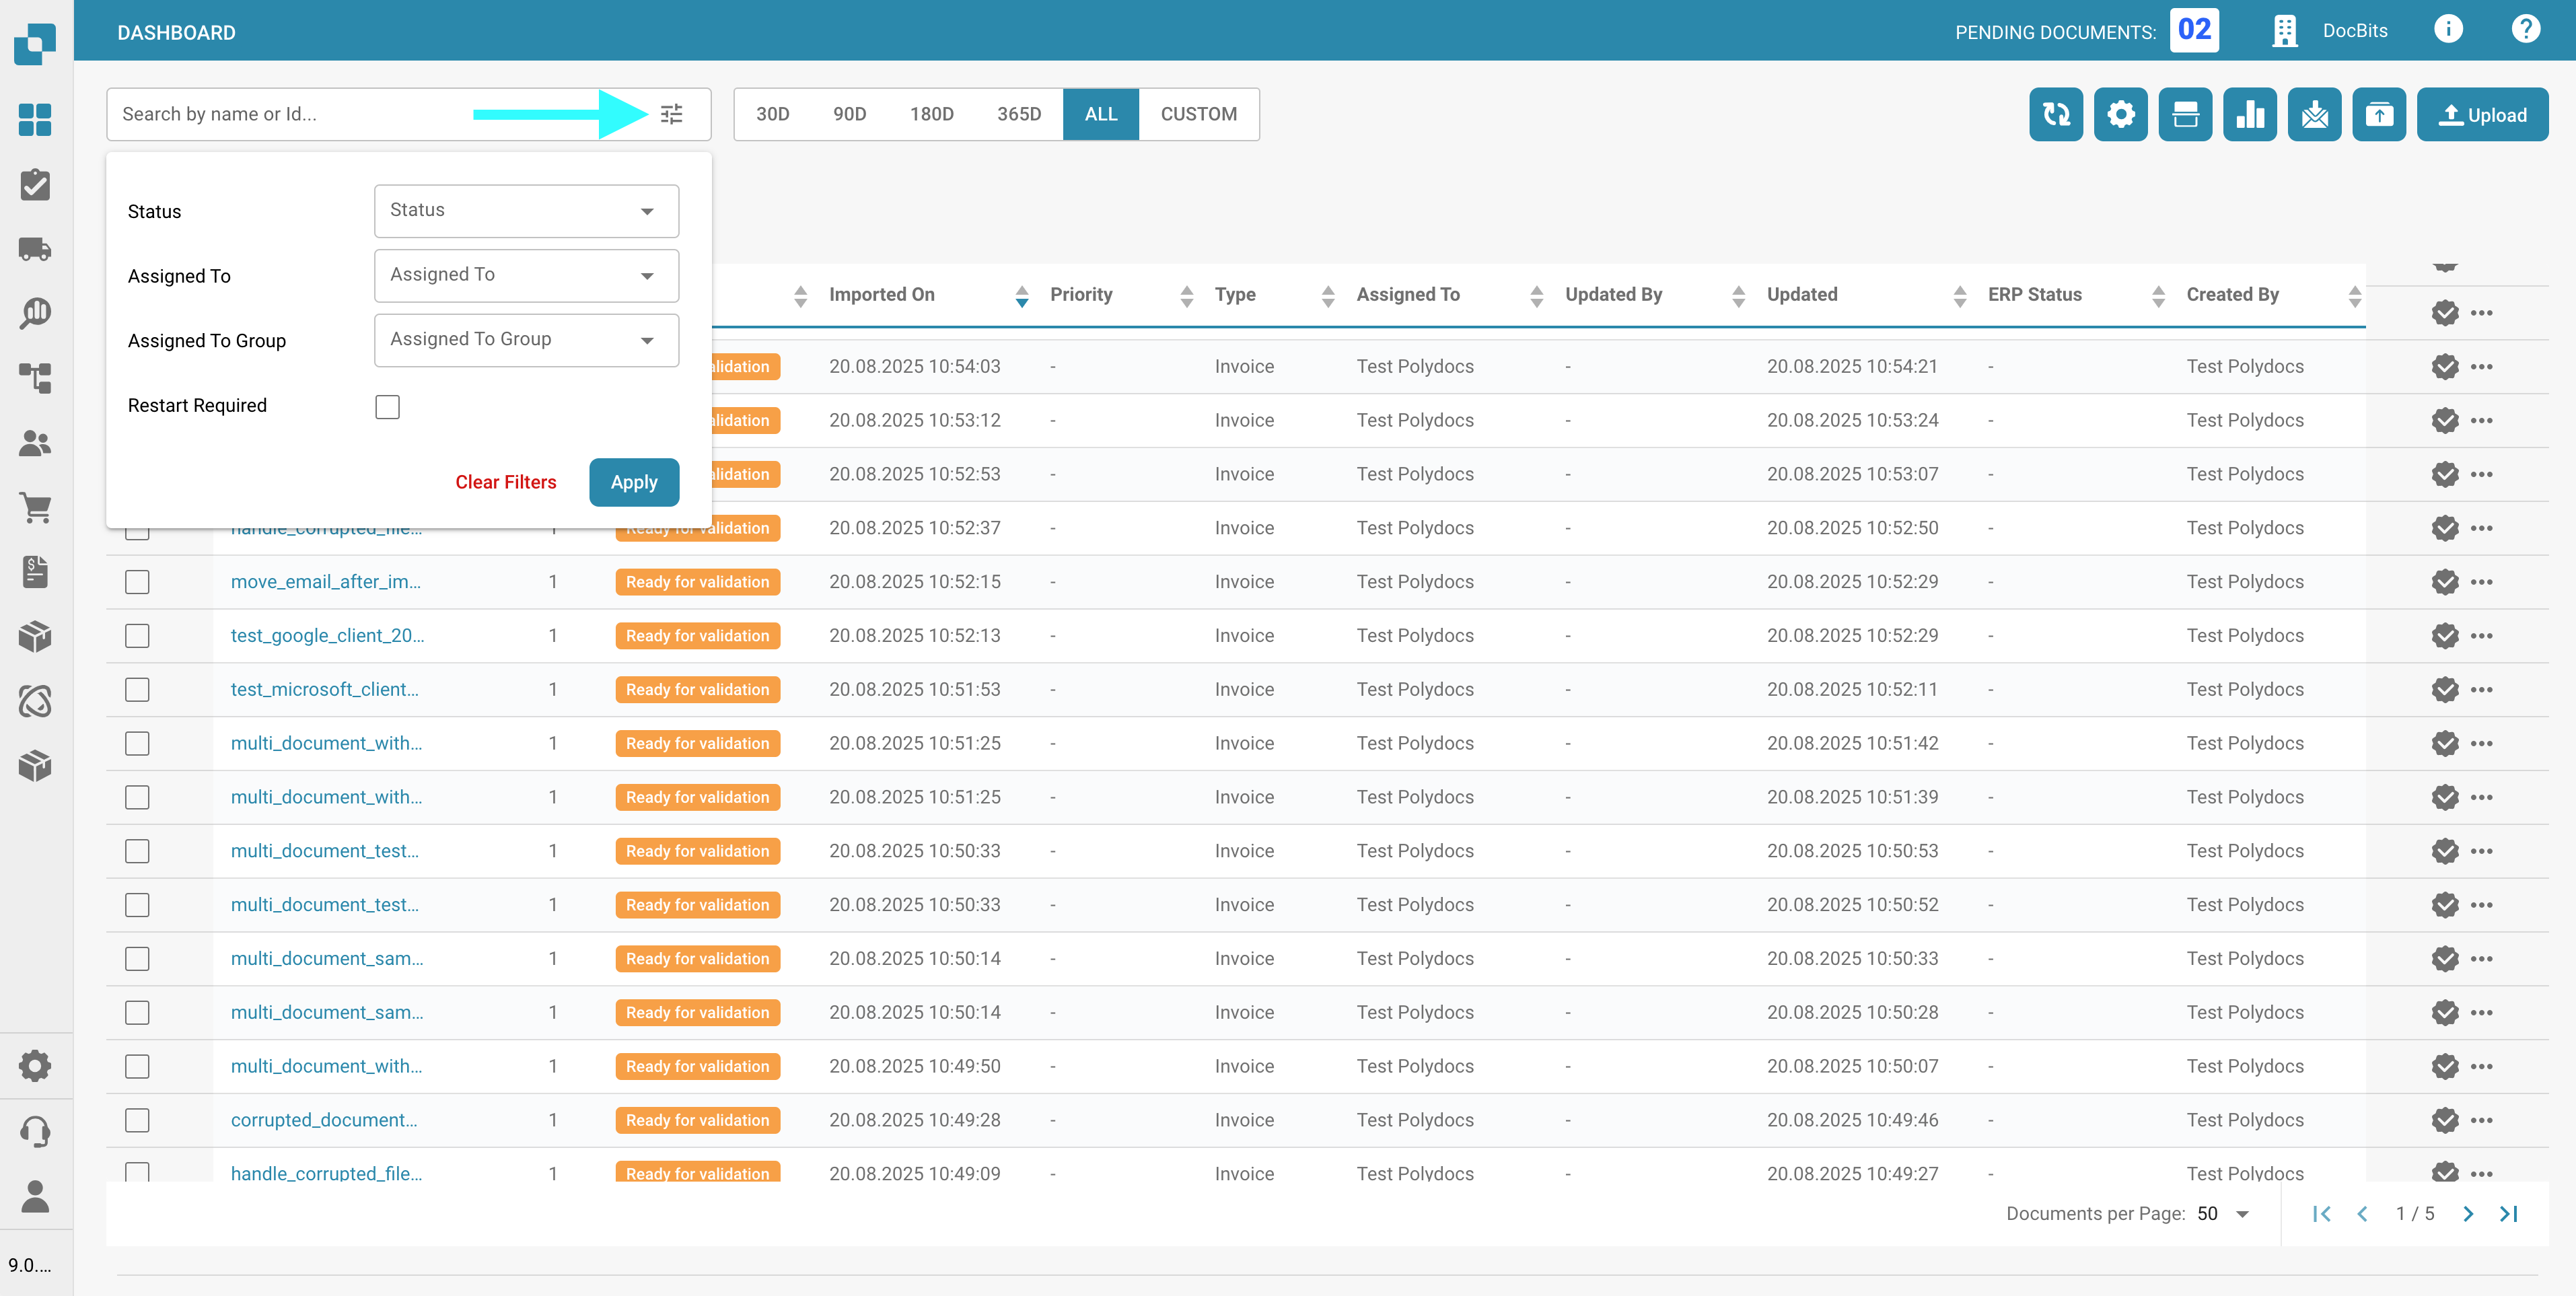 DASHBOARD
PENDING DOCUMENTS: 02
DocBits
Search by name or Id...
30D 90D 180D 365D ALL CUSTOM
Upload
Status Status
Assigned To Assigned To
Assigned To Group Assigned To Group
Restart Required
Clear Filters Apply
Imported On Priority Type Assigned To Updated By Updated ERP Status Created By
alidation 20.08.2025 10:54:03 - Invoice Test Polydocs - 20.08.2025 10:54:21 - Test Polydocs
alidation 20.08.2025 10:53:12 - Invoice Test Polydocs - 20.08.2025 10:53:24 - Test Polydocs
alidation 20.08.2025 10:52:53 - Invoice Test Polydocs - 20.08.2025 10:53:07 - Test Polydocs
handle_corrupted_file... 1 Ready for validation 20.08.2025 10:52:37 - Invoice Test Polydocs - 20.08.2025 10:52:50 - Test Polydocs
move_email_after_im... 1 Ready for validation 20.08.2025 10:52:15 - Invoice Test Polydocs - 20.08.2025 10:52:29 - Test Polydocs
test_google_client_20... 1 Ready for validation 20.08.2025 10:52:13 - Invoice Test Polydocs - 20.08.2025 10:52:29 - Test Polydocs
test_microsoft_client... 1 Ready for validation 20.08.2025 10:51:53 - Invoice Test Polydocs - 20.08.2025 10:52:11 - Test Polydocs
multi_document_with... 1 Ready for validation 20.08.2025 10:51:25 - Invoice Test Polydocs - 20.08.2025 10:51:42 - Test Polydocs
multi_document_with... 1 Ready for validation 20.08.2025 10:51:25 - Invoice Test Polydocs - 20.08.2025 10:51:39 - Test Polydocs
multi_document_test... 1 Ready for validation 20.08.2025 10:50:33 - Invoice Test Polydocs - 20.08.2025 10:50:53 - Test Polydocs
multi_document_test... 1 Ready for validation 20.08.2025 10:50:33 - Invoice Test Polydocs - 20.08.2025 10:50:52 - Test Polydocs
multi_document_sam... 1 Ready for validation 20.08.2025 10:50:14 - Invoice Test Polydocs - 20.08.2025 10:50:33 - Test Polydocs
multi_document_sam... 1 Ready for validation 20.08.2025 10:50:14 - Invoice Test Polydocs - 20.08.2025 10:50:28 - Test Polydocs
multi_document_with... 1 Ready for validation 20.08.2025 10:49:50 - Invoice Test Polydocs - 20.08.2025 10:50:07 - Test Polydocs
corrupted_document... 1 Ready for validation 20.08.2025 10:49:28 - Invoice Test Polydocs - 20.08.2025 10:49:46 - Test Polydocs
handle_corrupted_file... 1 Ready for validation 20.08.2025 10:49:09 - Invoice Test Polydocs - 20.08.2025 10:49:27 - Test Polydocs
Documents per Page: 50 1 / 5
9.0....